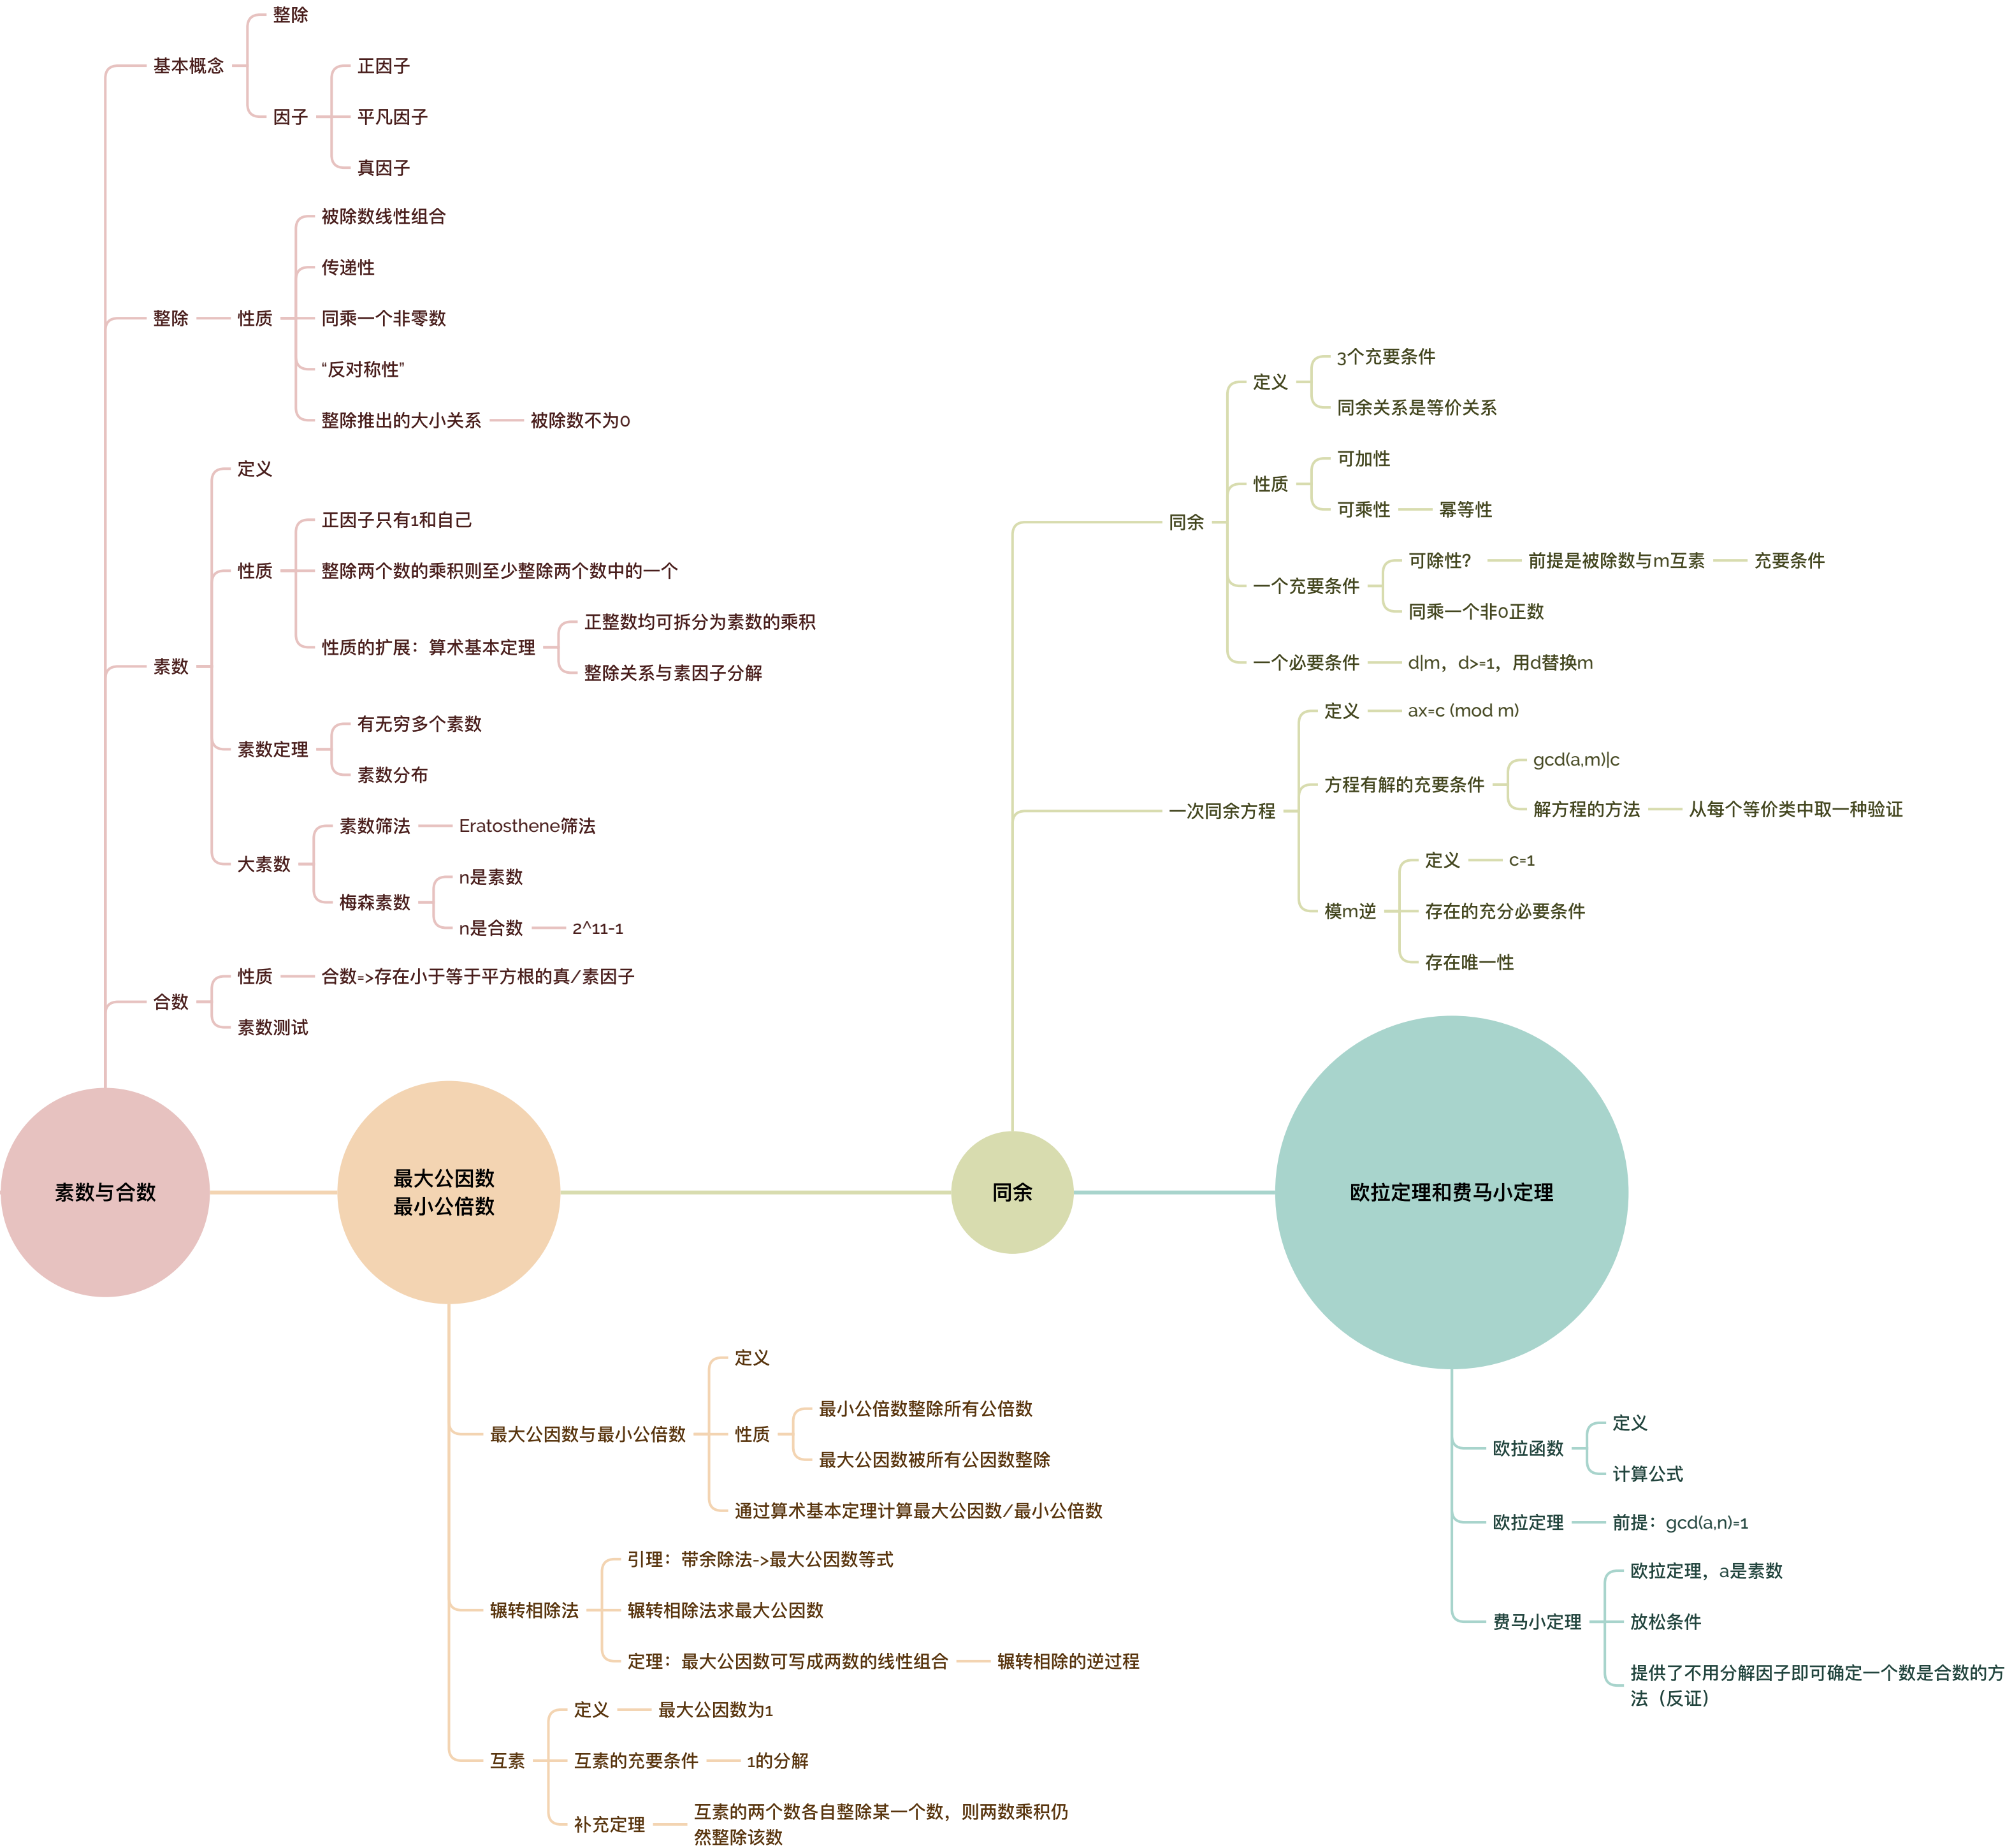 整除
基本概念
正因子
因子
平凡因子
真因子
被除数线性组合
传递性
整除
性质
同乘一个非零数
“反对称性”
整除推出的大小关系
被除数不为0
定义
正因子只有1和自己
性质
整除两个数的乘积则至少整除两个数中的一个
正整数均可拆分为素数的乘积
性质的扩展：算术基本定理
整除关系与素因子分解
素数
有无穷多个素数
素数定理
素数分布
素数筛法
Eratosthene筛法
大素数
n是素数
梅森素数
n是合数
2^11-1
性质
合数=>存在小于等于平方根的真/素因子
合数
素数测试
素数与合数
最大公因数
最小公倍数
定义
最大公因数与最小公倍数
性质
最小公倍数整除所有公倍数
最大公因数被所有公因数整除
通过算术基本定理计算最大公因数/最小公倍数
引理：带余除法->最大公因数等式
辗转相除法
辗转相除法求最大公因数
定理：最大公因数可写成两数的线性组合
辗转相除的逆过程
定义
最大公因数为1
互素
互素的充要条件
1的分解
补充定理
互素的两个数各自整除某一个数，则两数乘积仍
然整除该数
3个充要条件
定义
同余关系是等价关系
可加性
性质
可乘性
幂等性
同余
可除性？
前提是被除数与m互素
充要条件
一个充要条件
同乘一个非0正数
一个必要条件
d|m，d>=1，用d替换m
定义
ax=c (mod m)
gcd(a,m)|c
方程有解的充要条件
解方程的方法
从每个等价类中取一种验证
一次同余方程
定义
c=1
模m逆
存在的充分必要条件
存在唯一性
同余
欧拉定理和费马小定理
定义
欧拉函数
计算公式
欧拉定理
前提：gcd(a,n)=1
欧拉定理，a是素数
费马小定理
放松条件
提供了不用分解因子即可确定一个数是合数的方
法（反证）